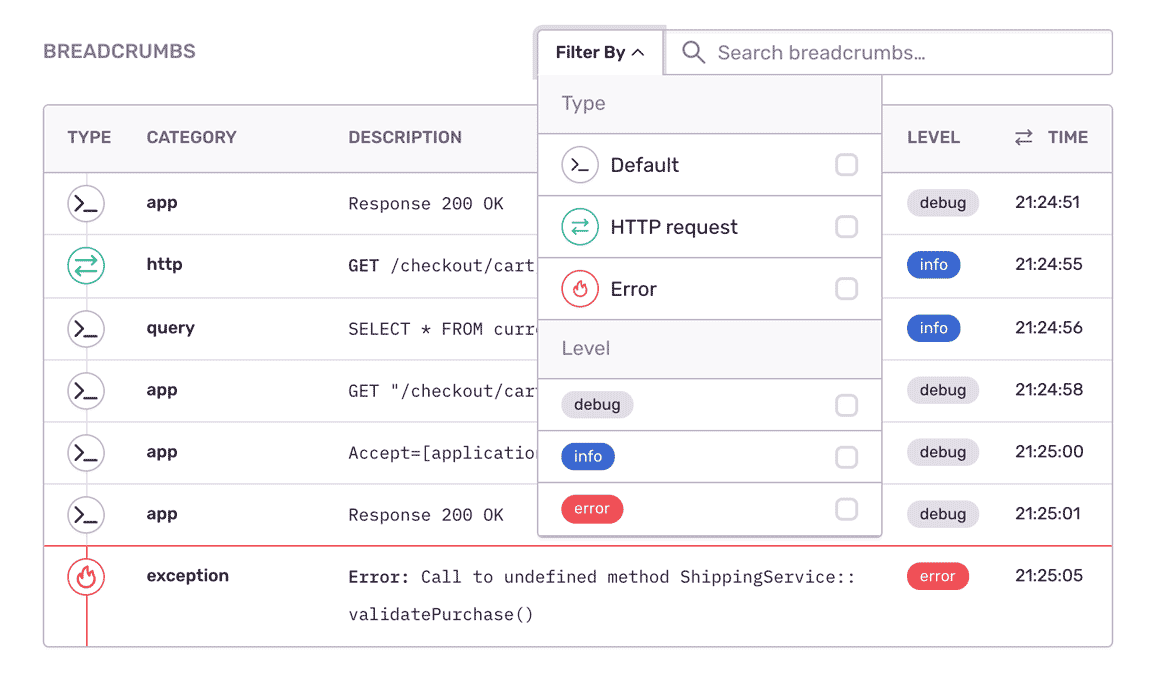 BREADCRUMBS
Filter By
Search breadcrumbs…
TYPE CATEGORY DESCRIPTION LEVEL TIME
Type
Default
HTTP request
Error
Level
debug
info
error
app Response 200 OK debug 21:24:51
http GET /checkout/cart info 21:24:55
query SELECT * FROM info 21:24:56
app GET "/checkout/car debug 21:24:58
app Accept=[applicatio debug 21:25:00
app Response 200 OK debug 21:25:01
exception Error: Call to undefined method ShippingService:: error 21:25:05
validatePurchase()